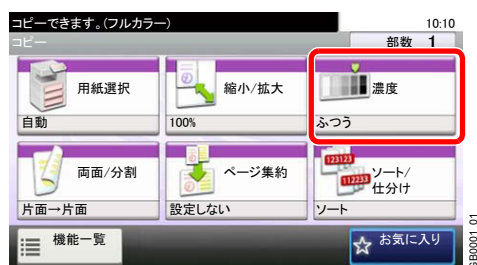 コピーできます。(フルカラー)
10:10
コピー
部数 1
用紙選択
自動
縮小/拡大
100%
濃度
ふつう
両面/分割
片面→片面
ページ集約
設定しない
123123
112233
ソート/
仕分け
ソート
機能一覧
お気に入り
GB0001_01